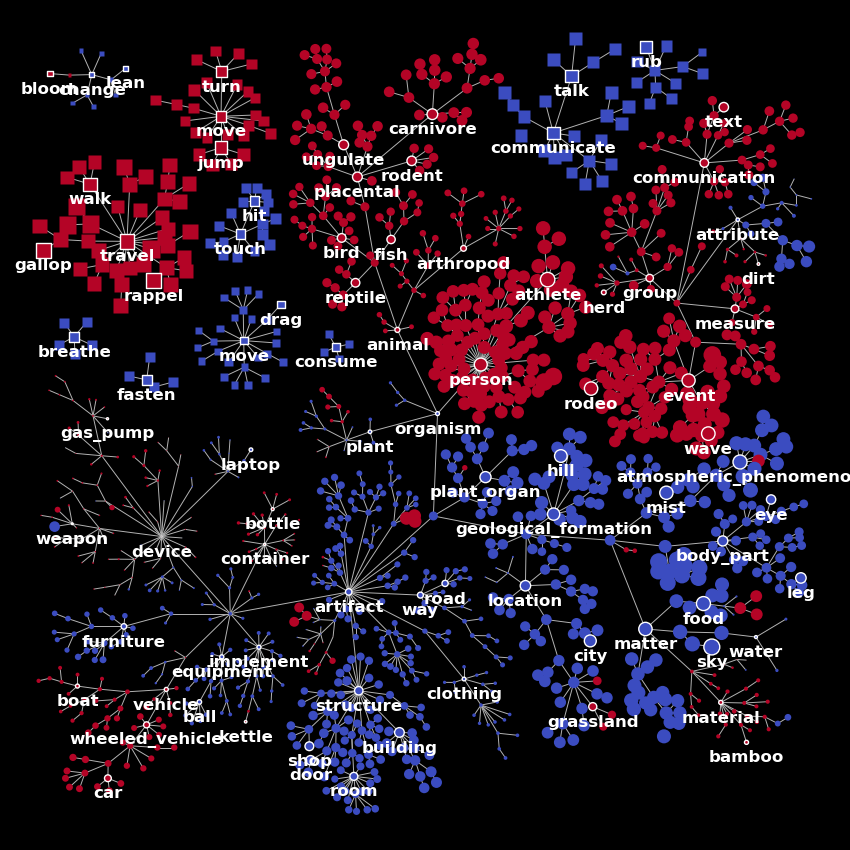 rub
bloom
change
lean
turn
talk
text
move
carnivore
communicate
jump
ungulate
rodent
placental
communication
walk
hit
bird
fish
attribute
touch
travel
gallop
arthropod
dirt
rappel
reptile
athlete
herd
group
drag
measure
animal
breathe
move
consume
person
fasten
rodeo
event
gas_pump
plant
organism
wave
laptop
plant_organ
hill
atmospheric_phenomeno
mist
eye
weapon
device
bottle
container
geological_formation
body_part
artifact
way
road
location
leg
food
furniture
implement
equipment
city
matter
sky
water
boat
vehicle
ball
structure
clothing
grassland
material
wheeled_vehicle
kettle
building
shop
door
bamboo
car
room